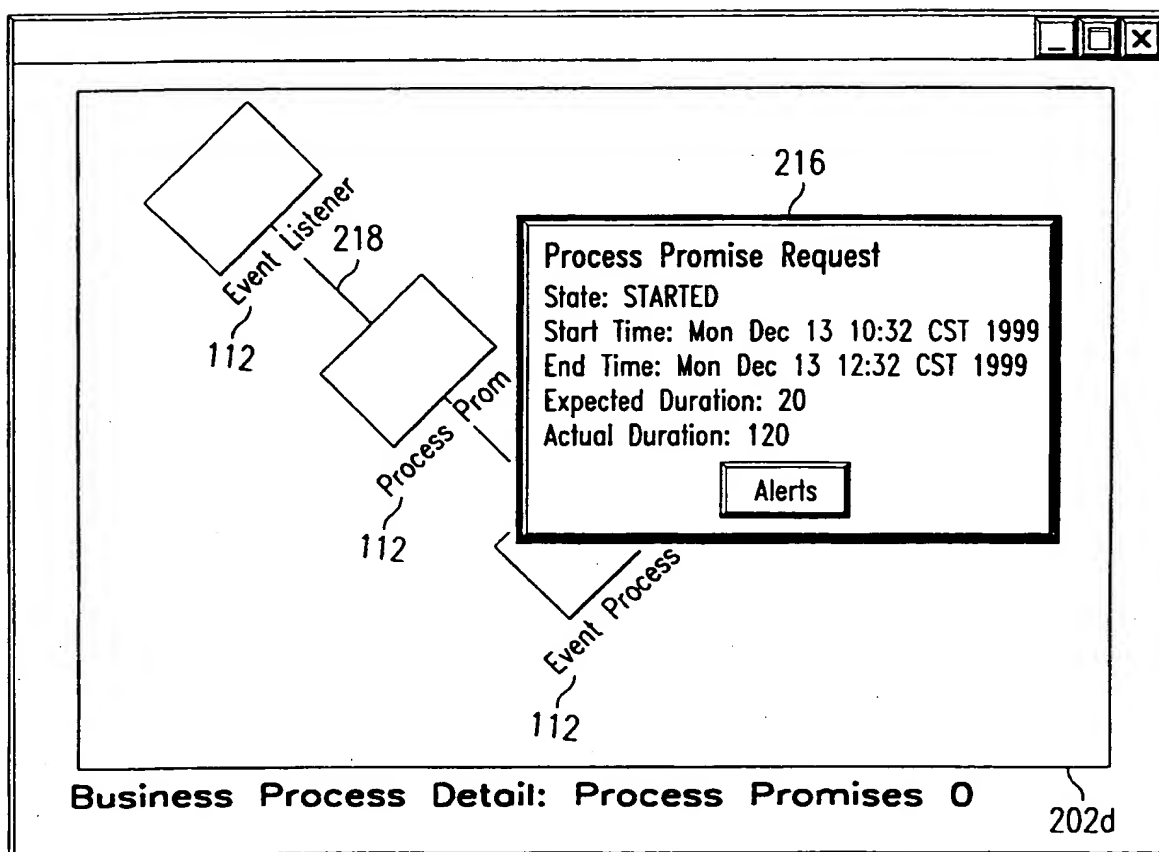 216
Event Listener
218
112
Process Promise Request
State: STARTED
Start Time: Mon Dec 13 10:32 CST 1999
End Time: Mon Dec 13 12:32 CST 1999
Expected Duration: 20
Actual Duration: 120
Alerts
Process Prom
112
Event Process
112
Business Process Detail: Process Promises 0
202d